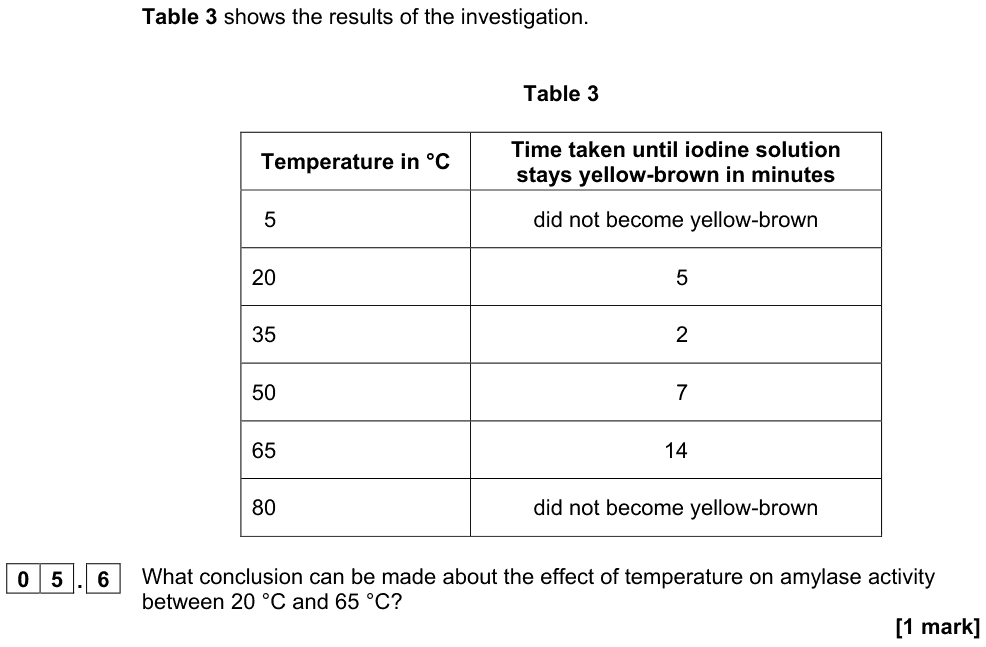 Table 3 shows the results of the investigation.
Table 3
Temperature in °C
Time taken until iodine solution
stays yellow-brown in minutes
5
did not become yellow-brown
20
5
35
2
50
7
65
14
80
did not become yellow-brown
0 5 . 6
What conclusion can be made about the effect of temperature on amylase activity
between 20 °C and 65 °C?
[1 mark]